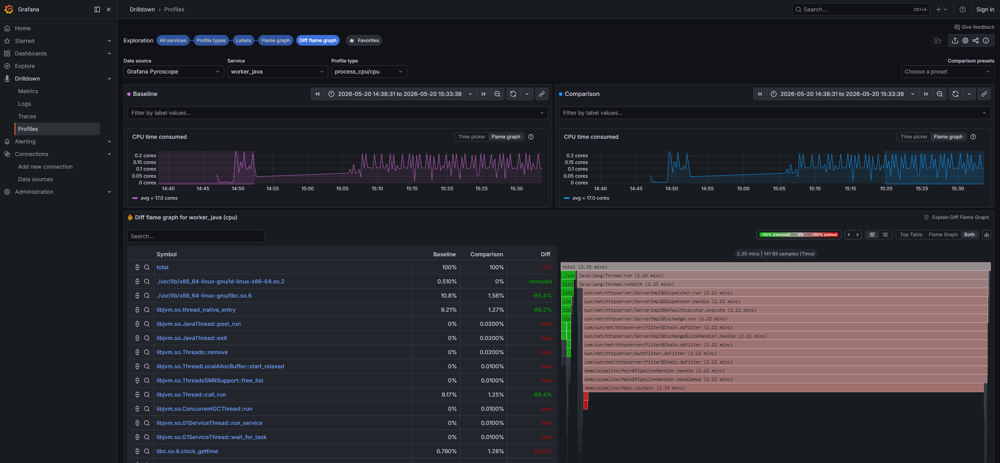 Grafana
Drilldown › Profiles
Search...
ctrl+k
Sign in
Home
Starred
Dashboards
Explore
Drilldown
Metrics
Logs
Traces
Profiles
Alerting
Connections
Add new connection
Data sources
Administration
Give feedback
Exploration All services Profile types Labels Flame graph Diff flame graph Favorites
Data source Service Profile type Comparison presets
Grafana Pyroscope worker_java process_cpu/cpu Choose a preset
Baseline 2026-05-20 14:38:31 to 2026-05-20 15:33:38
Filter by label values...
CPU time consumed Time picker Flame graph
0.2 cores
0.15 cores
0.1 cores
0.05 cores
0 cores
14:40 14:45 14:50 14:55 15:00 15:05 15:10 15:15 15:20 15:25 15:30
avg = 17.0 cores
Comparison 2026-05-20 14:38:31 to 2026-05-20 15:33:38
Filter by label values...
CPU time consumed Time picker Flame graph
0.2 cores
0.15 cores
0.1 cores
0.05 cores
0 cores
14:40 14:45 14:50 14:55 15:00 15:05 15:10 15:15 15:20 15:25 15:30
avg = 17.0 cores
Diff flame graph for worker_java (cpu) Explain Diff Flame Graph
Search...
-100% (removed) 0% +100% (added) Top Table Flame Graph Both
Symbol Baseline Comparison Diff
total 100% 100% 0%
./usr/lib/x86_64-linux-gnu/ld-linux-x86-64.so.2 0.510% 0% removed
./usr/lib/x86_64-linux-gnu/libc.so.6 10.8% 1.58% -85.4%
libjvm.so.thread_native_entry 9.21% 1.27% -86.2%
libjvm.so.JavaThread::post_run 0% 0.0200% new
libjvm.so.JavaThread::exit 0% 0.0200% new
libjvm.so.Threads::remove 0% 0.0200% new
libjvm.so.ThreadLocalAllocBuffer::start_relaxed 0% 0.0100% new
libjvm.so.ThreadsSMRSupport::free_list 0% 0.0100% new
libjvm.so.Thread::call_run 9.17% 1.25% -86.4%
libjvm.so.ConcurrentGCThread::run 0% 0.0100% new
libjvm.so.G1ServiceThread::run_service 0% 0.0100% new
libjvm.so.G1ServiceThread::wait_for_task 0% 0.0100% new
libc.so.6.clock_gettime 0.790% 1.28% 62.0%
2.35 mins | 141 Bil samples (Time)
total (2.35 mins)
./usr java/lang/Thread.run (2.25 mins)
libj java/lang/Thread.runWith (2.25 mins)
libj sun/net/httpserver/ServerImpl$Dispatcher.run (2.22 mins)
lib sun/net/httpserver/ServerImpl$Dispatcher.handle (2.22 mins)
lib sun/net/httpserver/ServerImpl$DefaultExecutor.execute (2.22 mins)
lib sun/net/httpserver/ServerImpl$Exchange.run (2.22 mins)
com/sun/net/httpserver/Filter$Chain.doFilter (2.22 mins)
sun/net/httpserver/ServerImpl$Exchange$LinkHandler.handle (2.22 mins)
com/sun/net/httpserver/Filter$Chain.doFilter (2.22 mins)
sun/net/httpserver/AuthFilter.doFilter (2.22 mins)
com/sun/net/httpserver/Filter$Chain.doFilter (2.22 mins)
demo/pipeline/Main$PipelineHandler.handle (2.22 mins)
demo/pipeline/Main$PipelineHandler.handleHop (2.21 mins)
demo/pipeline/Main.cpuSpin (2.19 mins)